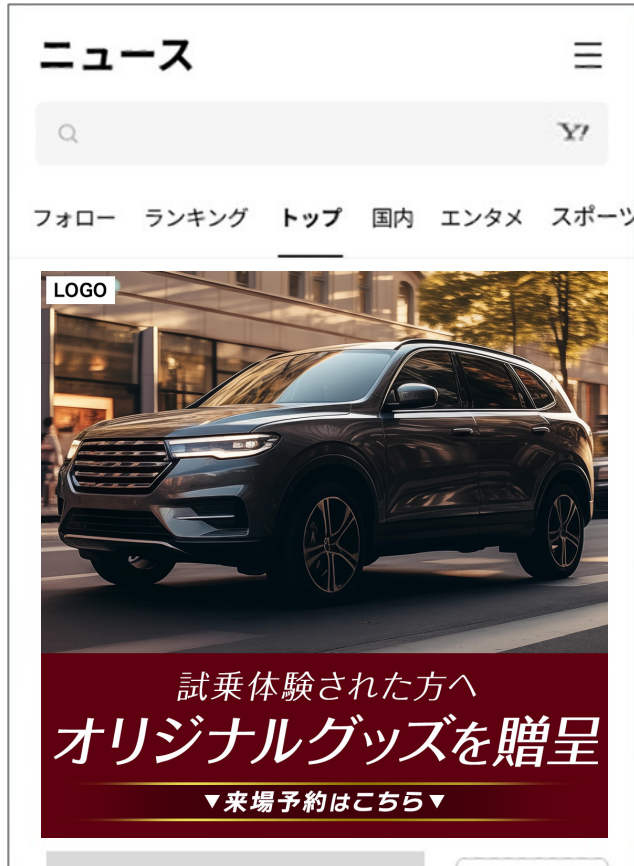 ニュース
Y?
フォロー ランキング トップ 国内 エンタメ スポーツ
LOGO
試乗体験された方へ
オリジナルグッズを贈呈
▼来場予約はこちら▼